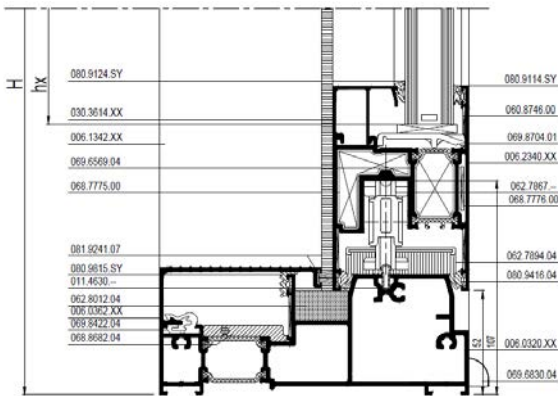 H
hx
080.9124.SY
030.3614.XX
006.1342.XX
069.6569.04
068.7775.00
081.9241.07
080.9815.SY
011.4630.--
062.8012.04
006.0362.XX
069.8422.04
068.8682.04
080.9114.SY
060.8746.00
069.8704.01
006.2340.XX
062.7867.--
068.7776.00
062.7894.04
080.9416.04
52
107
006.0320.XX
069.6830.04